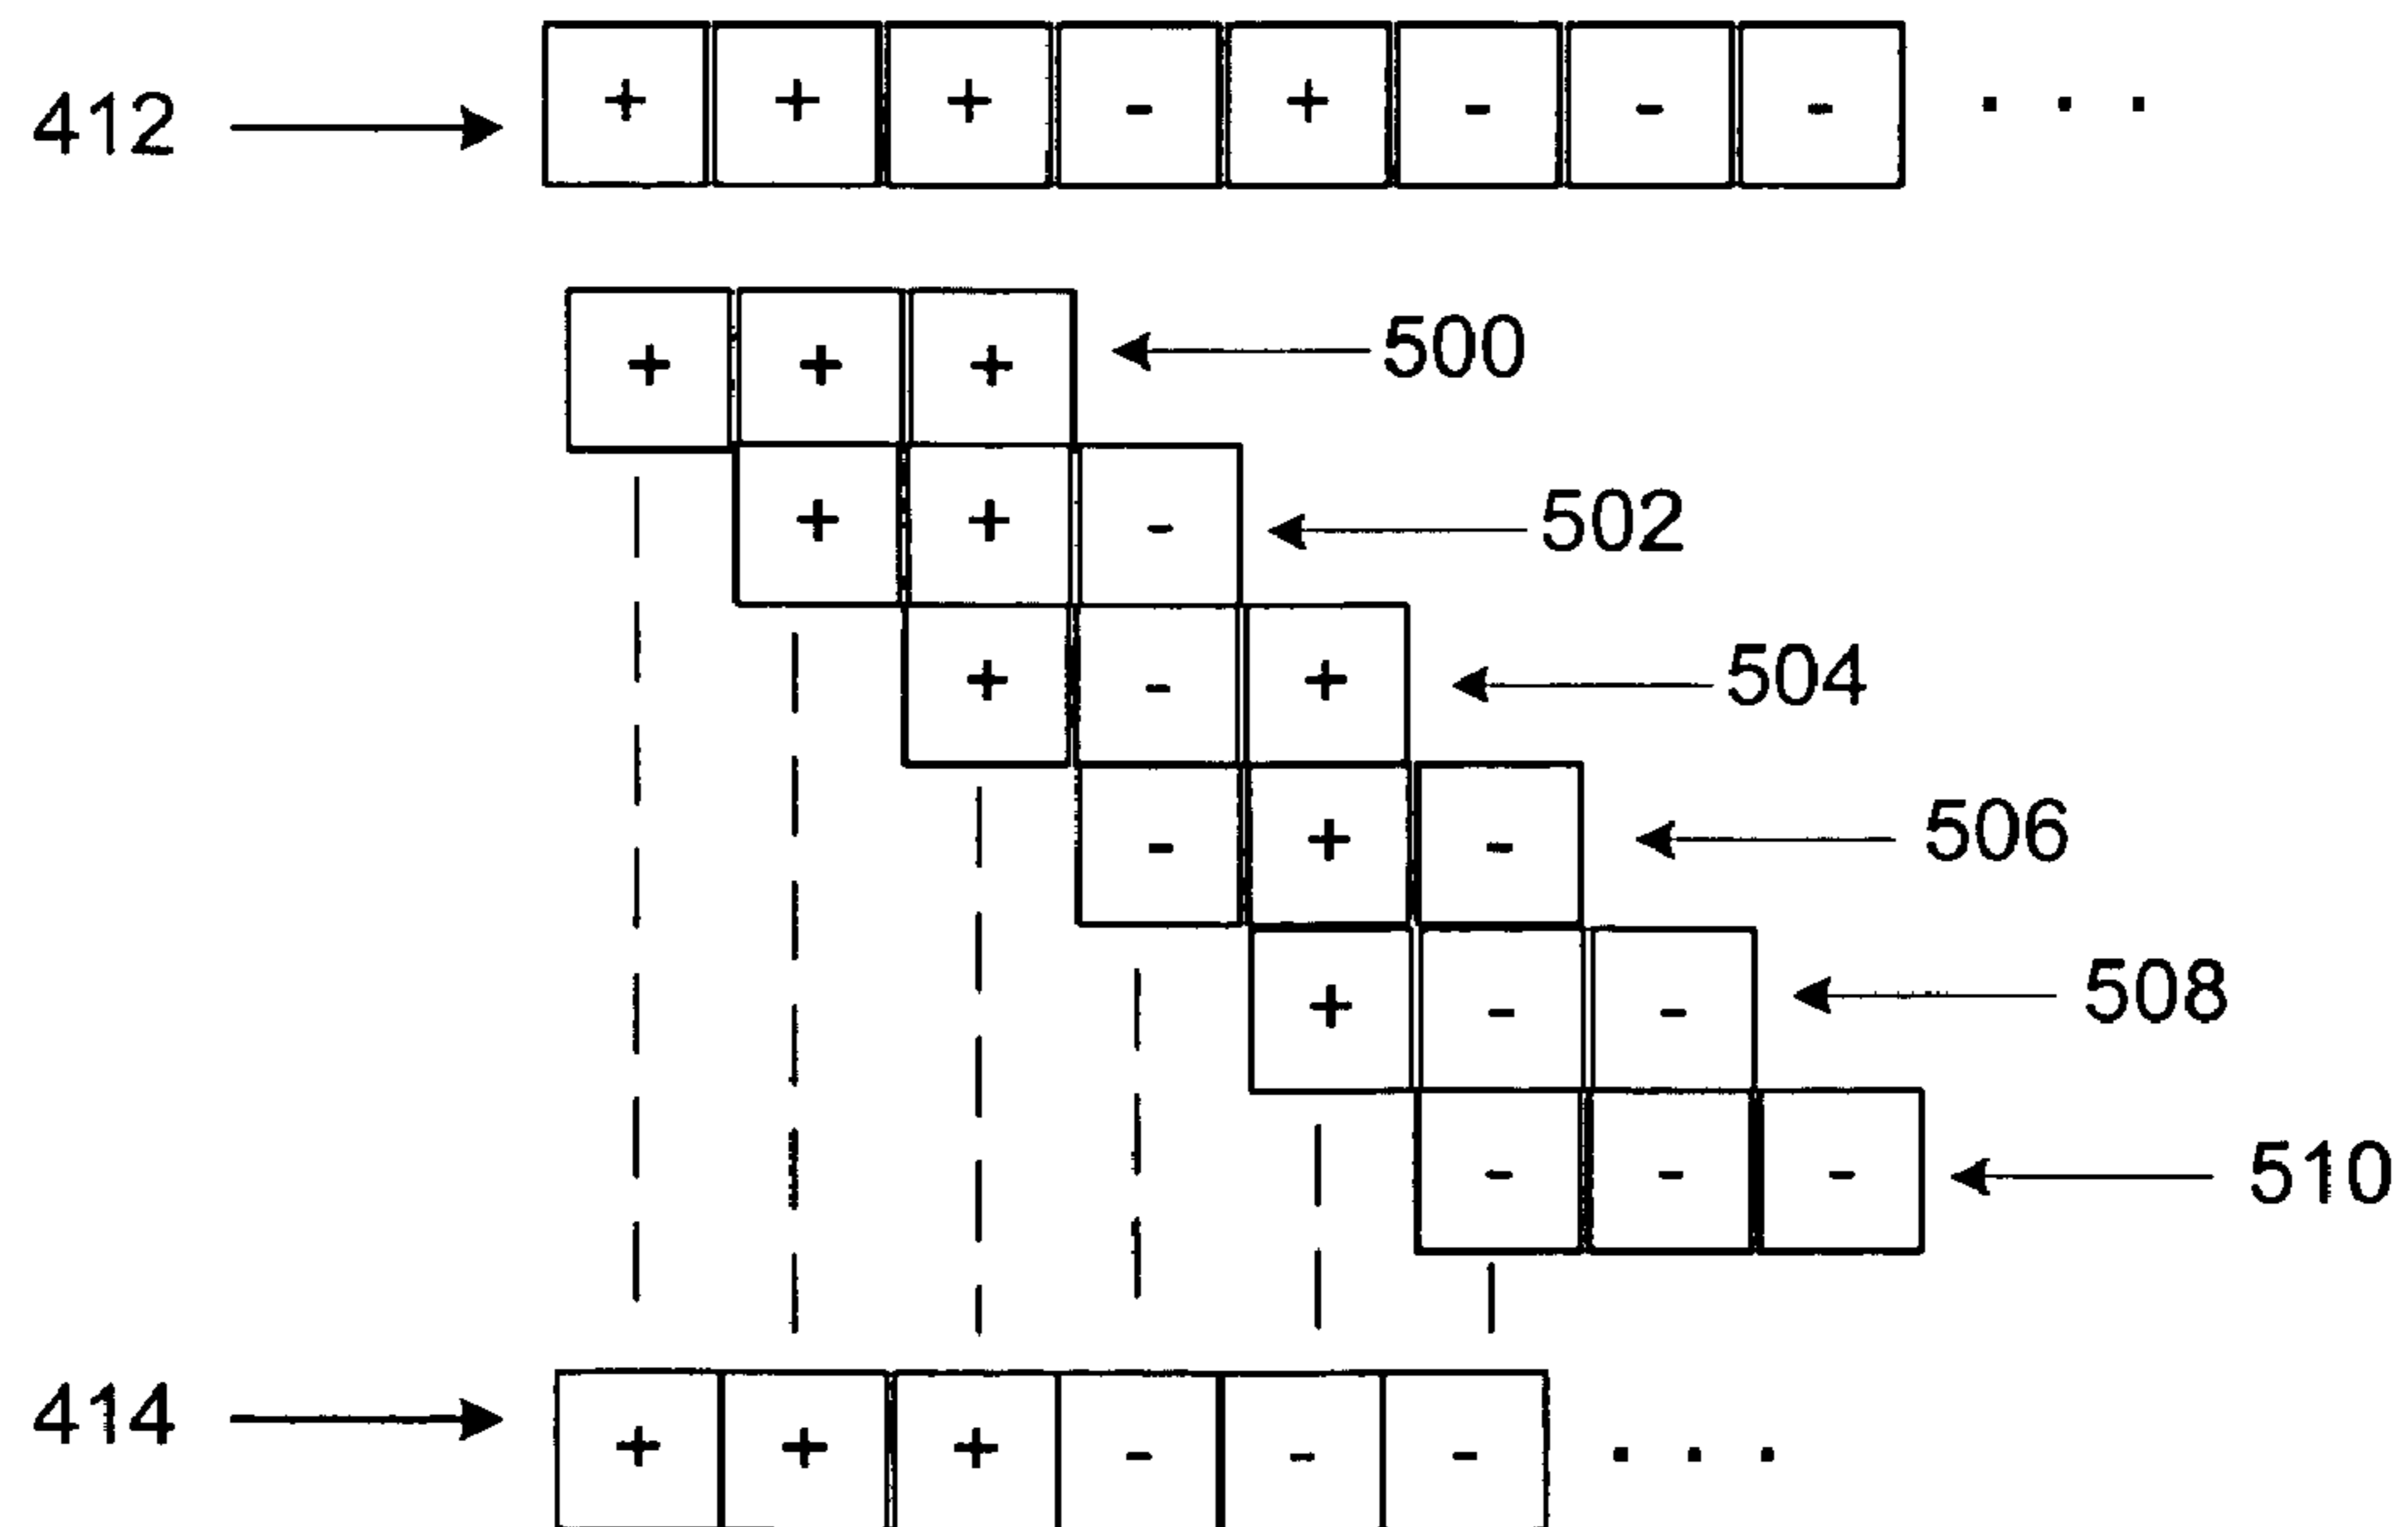 412 + + + - + - - - . . .
+ + + 500
+ + - 502
+ - + 504
- + - 506
+ - - 508
- - - 510
414 + + + - - - . . .